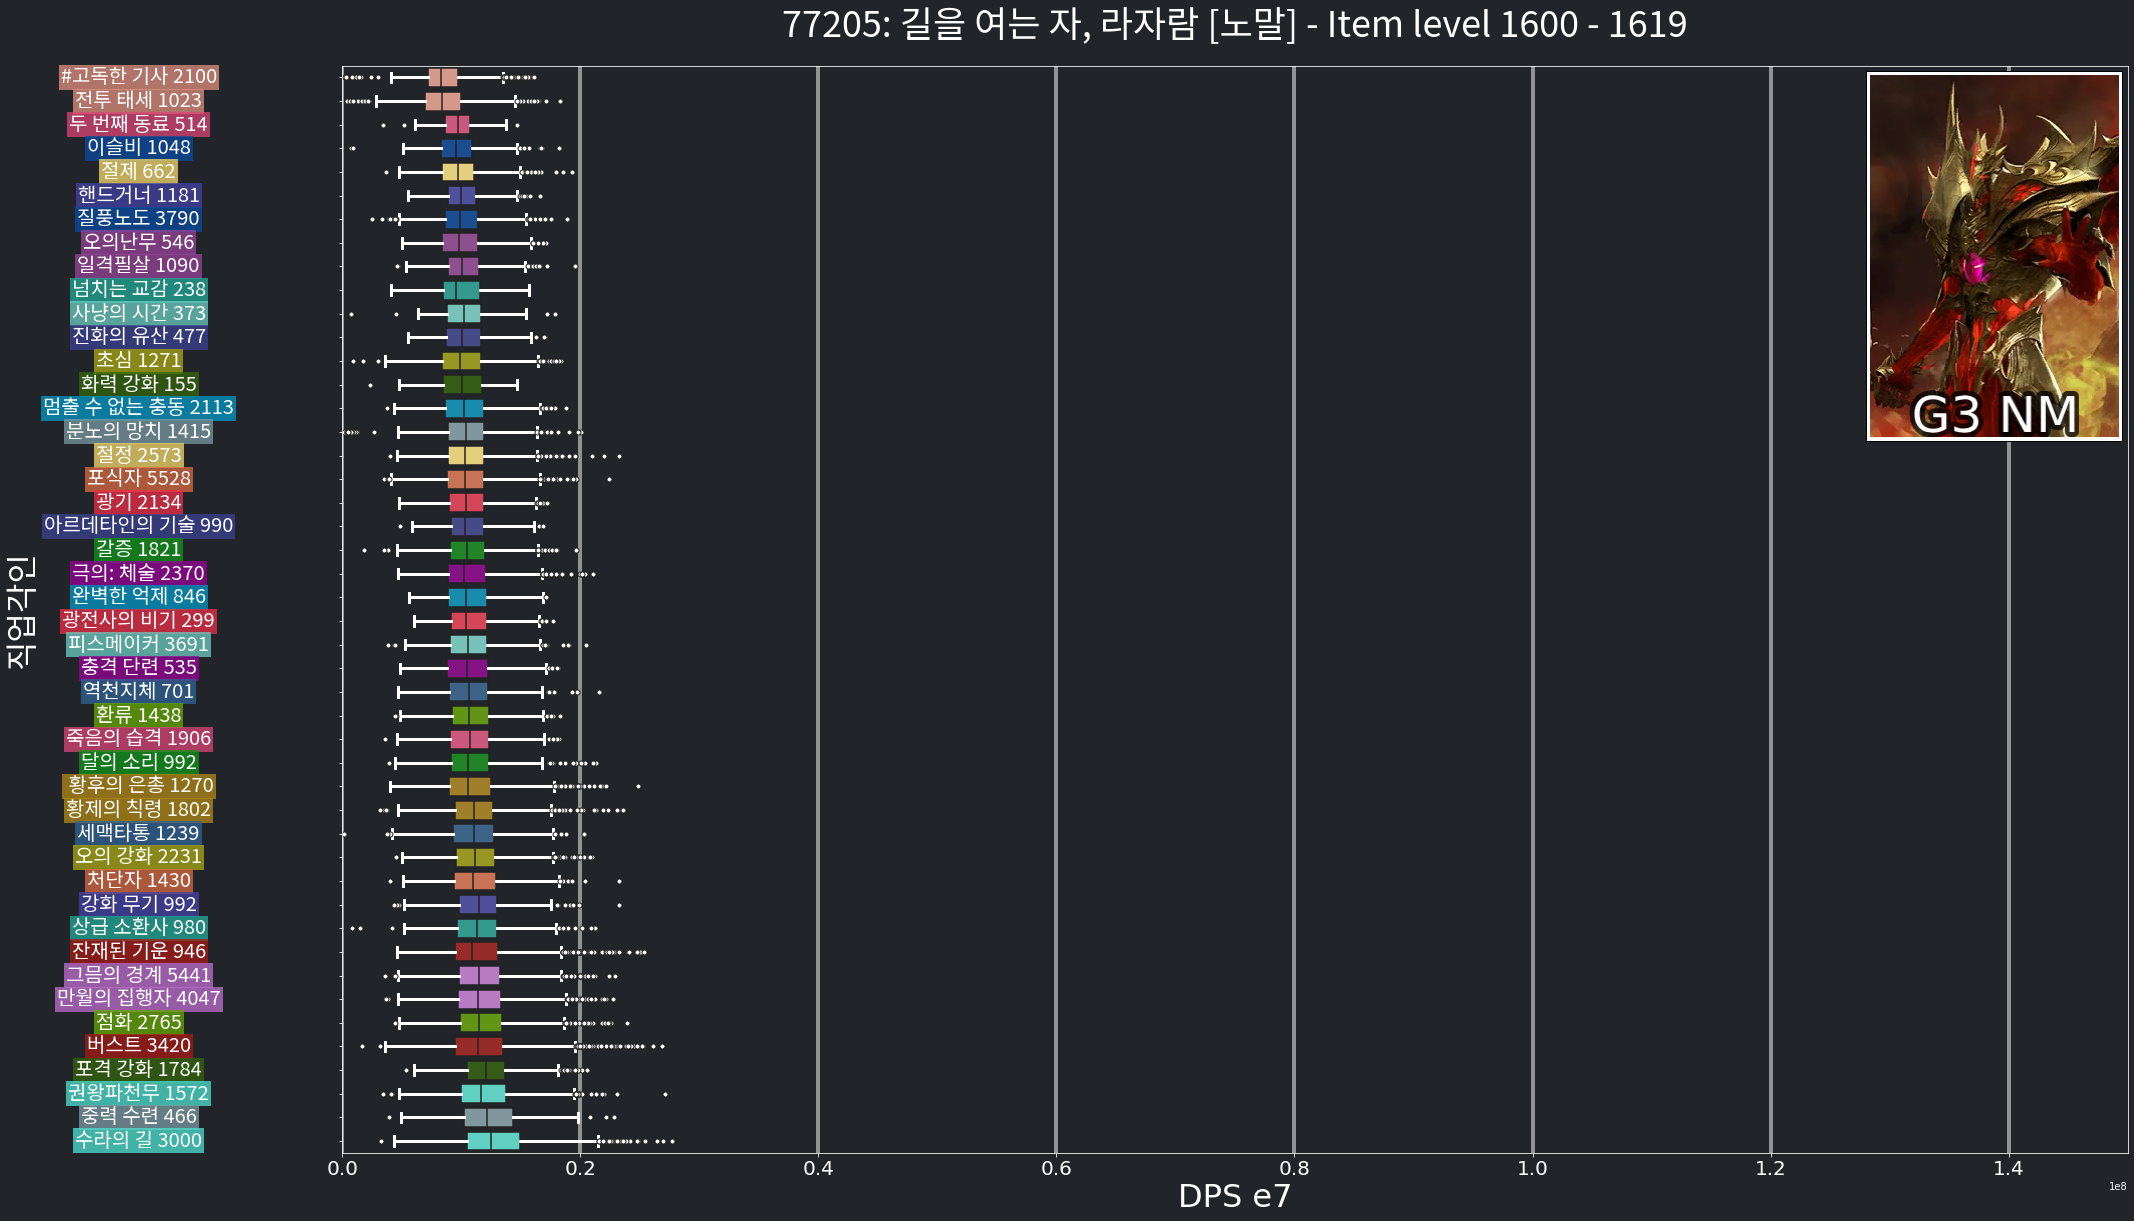 77205: 길을 여는 자, 라자람 [노말] - Item level 1600 - 1619
#고독한 기사 2100
전투 태세 1023
두 번째 동료 514
이슬비 1048
절제 662
핸드거너 1181
질풍노도 3790
오의난무 546
일격필살 1090
넘치는 교감 238
사냥의 시간 373
진화의 유산 477
초심 1271
화력 강화 155
멈출 수 없는 충동 2113
분노의 망치 1415
절정 2573
포식자 5528
광기 2134
아르데타인의 기술 990
갈증 1821
극의: 체술 2370
완벽한 억제 846
광전사의 비기 299
피스메이커 3691
충격 단련 535
역천지체 701
환류 1438
죽음의 습격 1906
달의 소리 992
황후의 은총 1270
황제의 칙령 1802
세맥타통 1239
오의 강화 2231
처단자 1430
강화 무기 992
상급 소환사 980
잔재된 기운 946
그믐의 경계 5441
만월의 집행자 4047
점화 2765
버스트 3420
포격 강화 1784
권왕파천무 1572
중력 수련 466
수라의 길 3000
직업각인
G3 NM
0.0 0.2 0.4 0.6 0.8 1.0 1.2 1.4
1e8
DPS e7